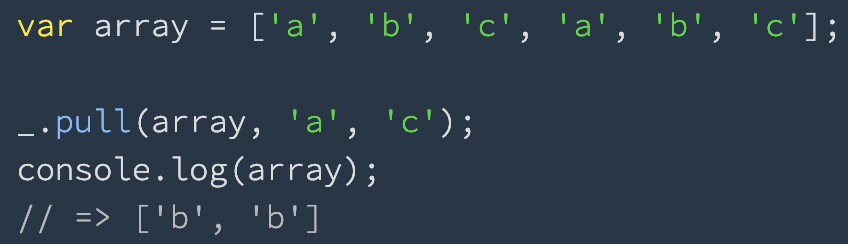 var array = ['a', 'b', 'c', 'a', 'b', 'c'];
_.pull(array, 'a', 'c');
console.log(array);
// => ['b', 'b']